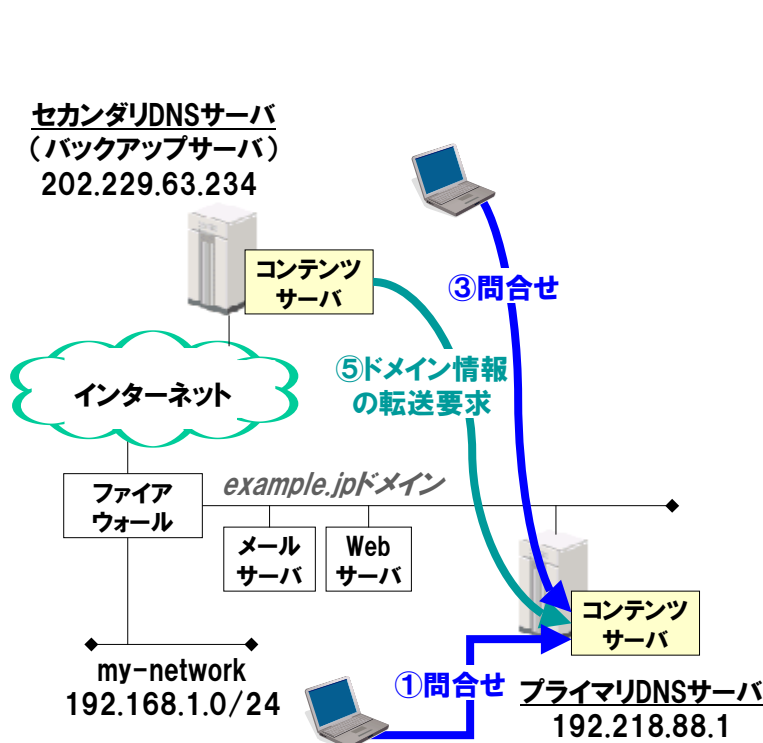 セカンダリDNSサーバ
（バックアップサーバ）
202.229.63.234
コンテンツ
サーバ
③問合せ
⑤ドメイン情報
の転送要求
インターネット
ファイア
ウォール
example.jpドメイン
メール
サーバ
Web
サーバ
コンテンツ
サーバ
my-network
192.168.1.0/24
①問合せ
プライマリDNSサーバ
192.218.88.1